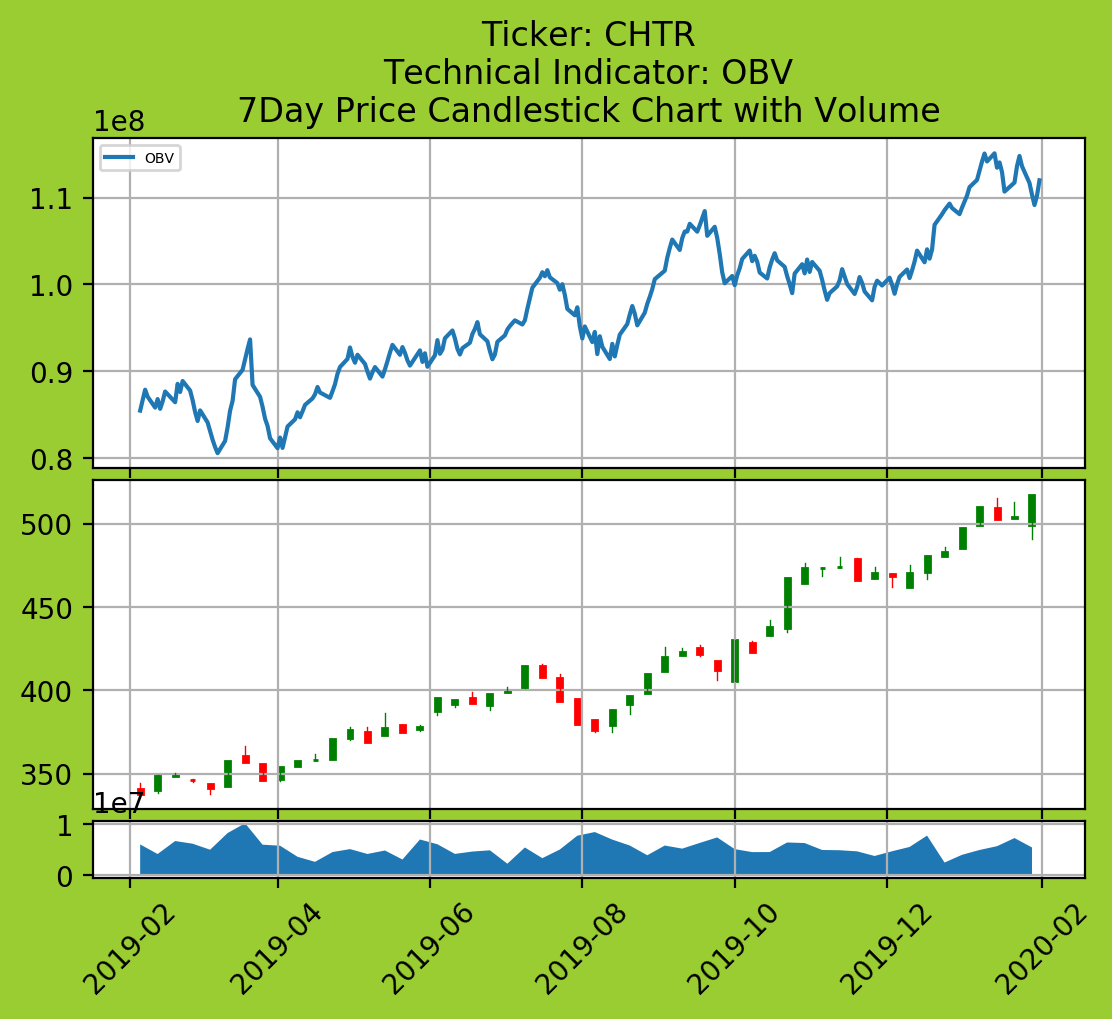 Ticker: CHTR
Technical Indicator: OBV
7Day Price Candlestick Chart with Volume
1e8
OBV
1.1
1.0
0.9
0.8
500
450
400
350
1e7
1
0
2019-02
2019-04
2019-06
2019-08
2019-10
2019-12
2020-02